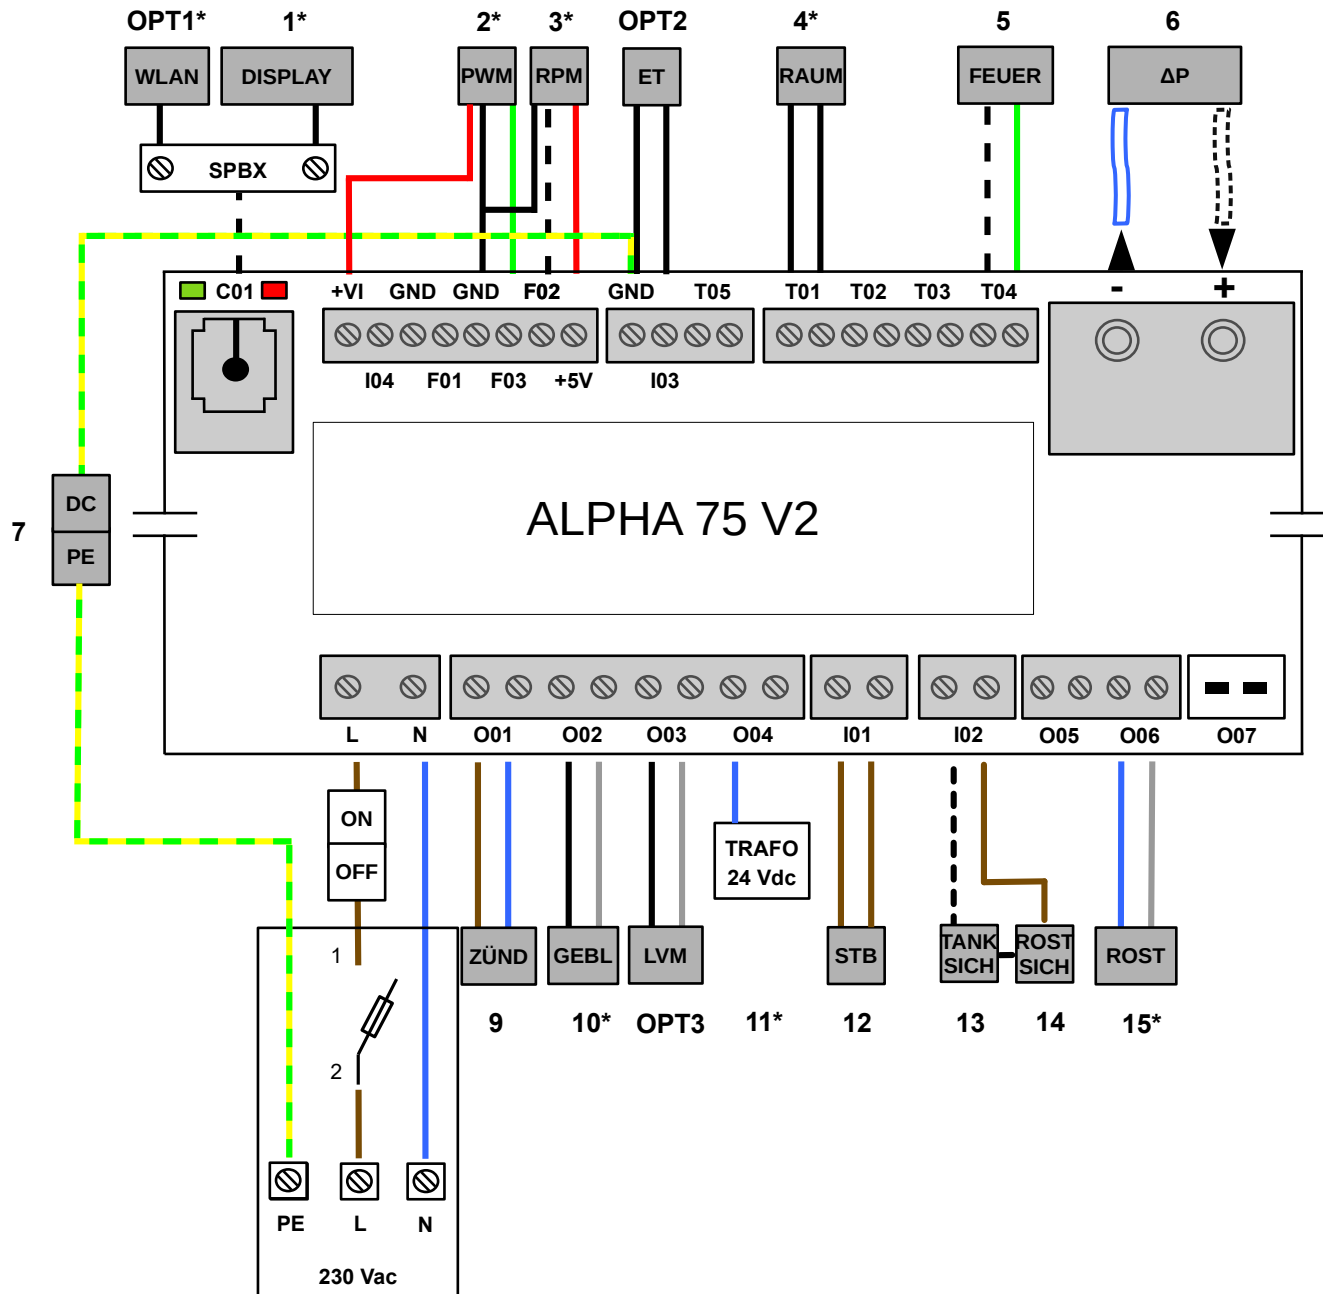 OPT1* 1* 2* 3* OPT2 4* 5 6
WLAN DISPLAY PWM RPM ET RAUM FEUER ΔP
SPBX
C01 +VI GND GND F02 GND T05 T01 T02 T03 T04 - +
I04 F01 F03 +5V I03
DC
7
PE
ALPHA 75 V2
L N O01 O02 O03 O04 I01 I02 O05 O06 O07
ON
OFF
TRAFO
24 Vdc
1
ZÜND GEBL LVM STB TANK SICH ROST SICH ROST
9 10* OPT3 11* 12 13 14 15*
2
PE L N
230 Vac